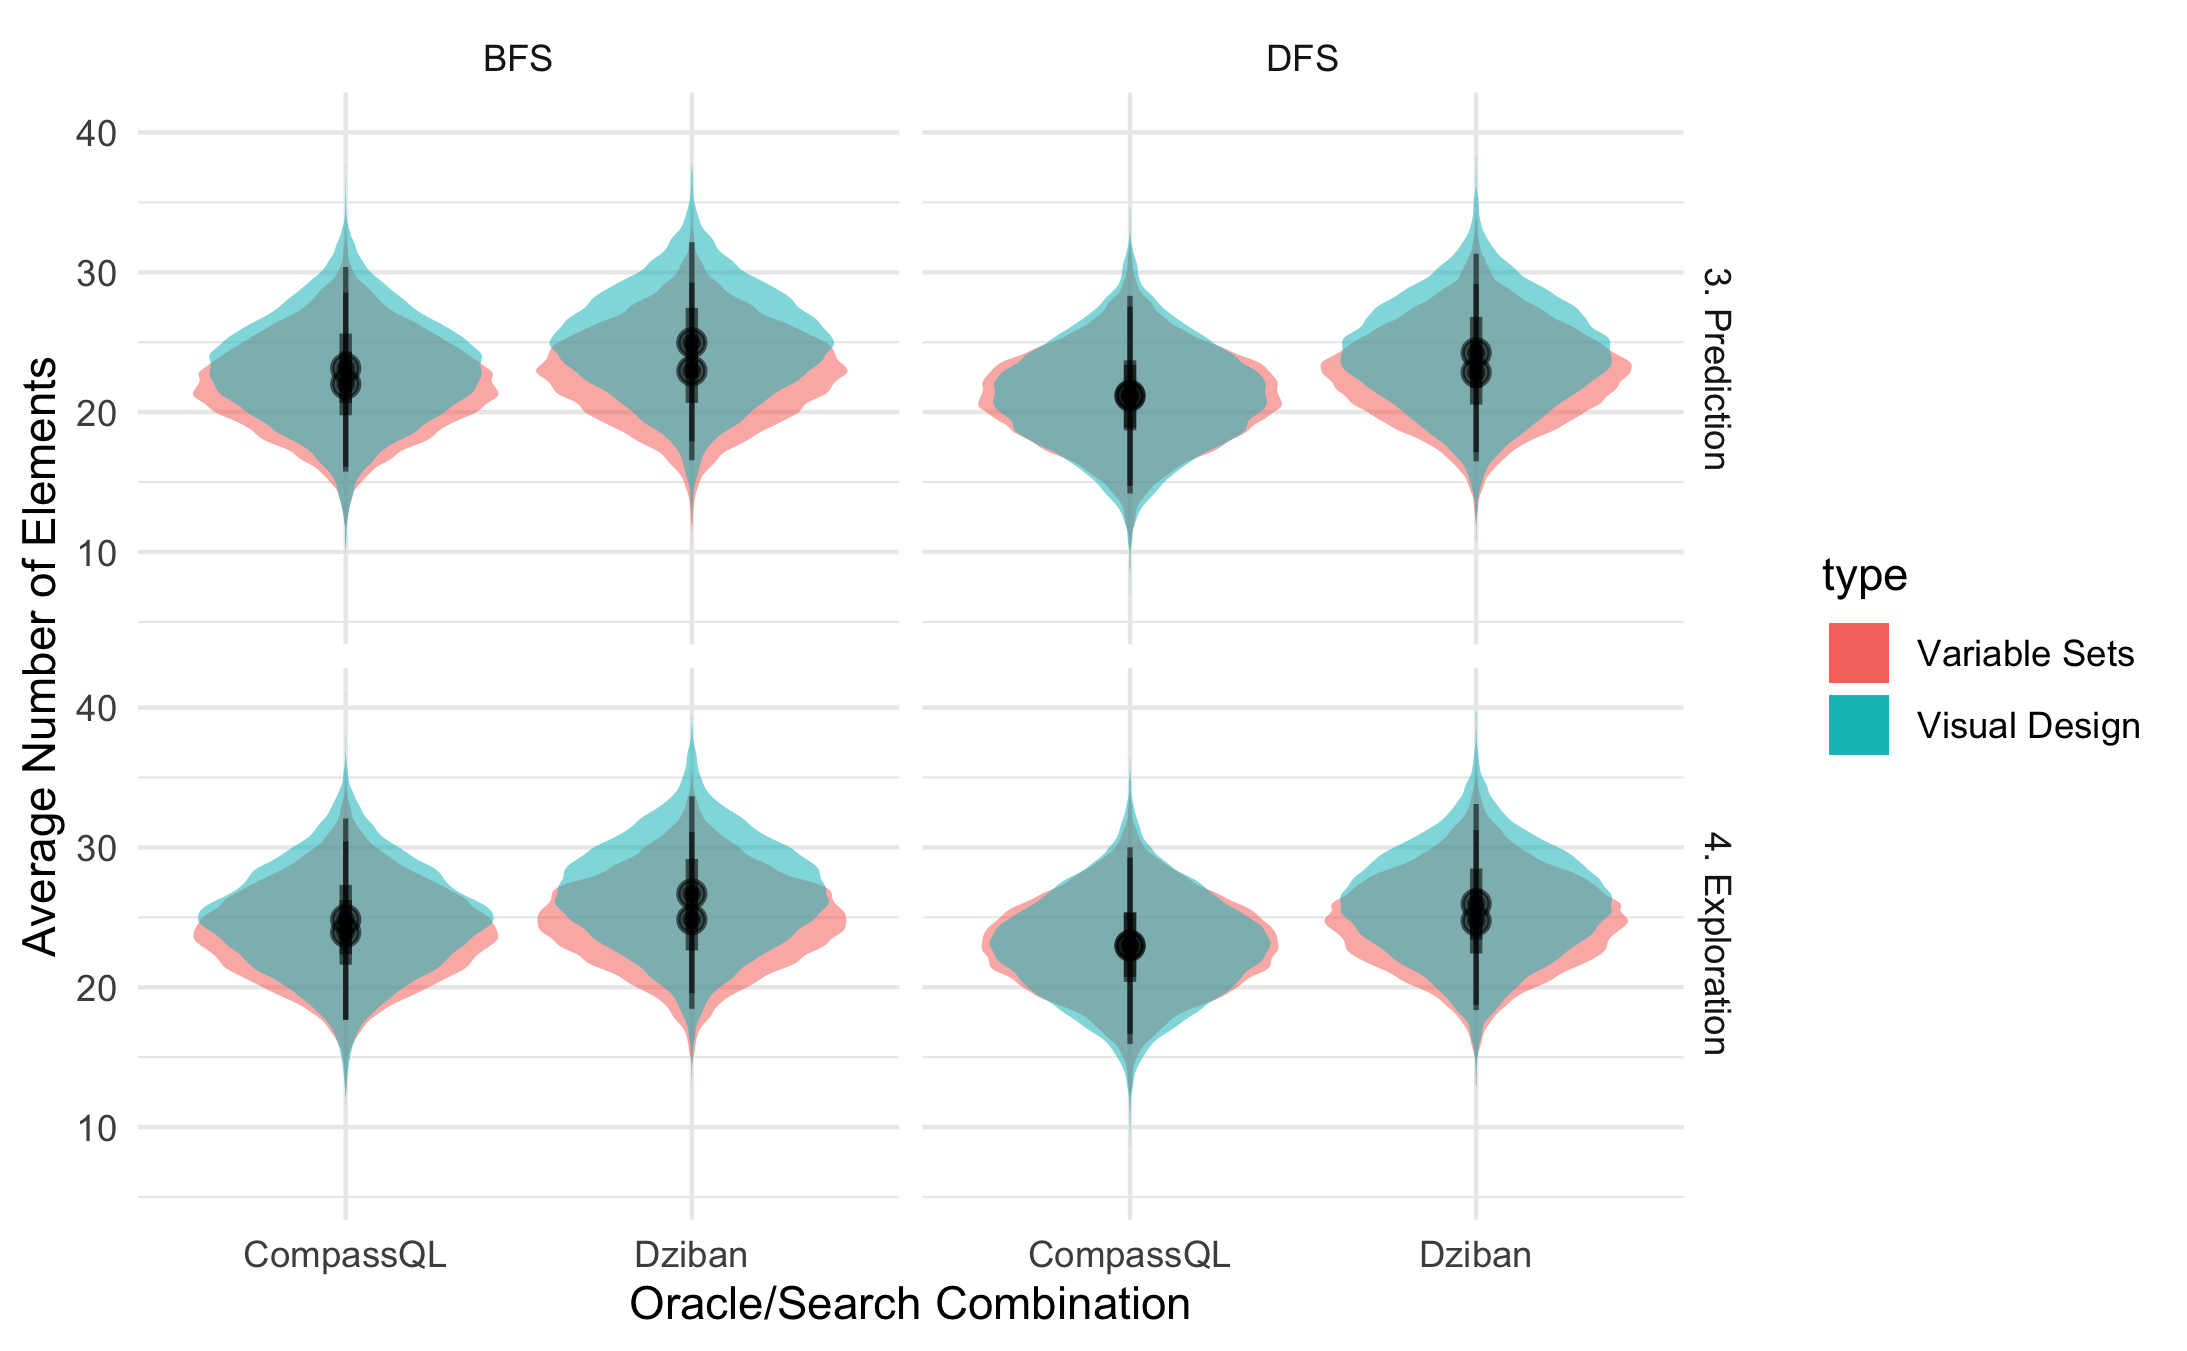 BFS
DFS
40
30
20
10
3. Prediction
40
30
20
10
4. Exploration
Average Number of Elements
CompassQL
Dziban
CompassQL
Dziban
Oracle/Search Combination
type
Variable Sets
Visual Design